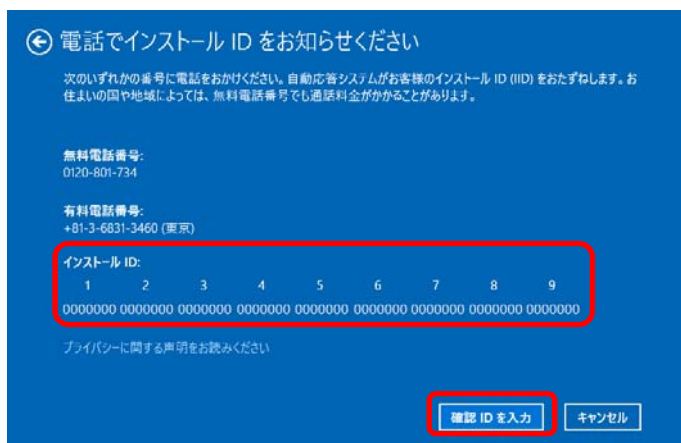 電話でインストール ID をお知らせください
次のいずれかの番号に電話をおかけください。自動応答システムがお客様のインストール ID (IID) をおたずねします。お
住まいの国や地域によっては、無料電話番号でも通話料金がかかることがあります。
無料電話番号:
0120-801-734
有料電話番号:
+81-3-6831-3460 (東京)
インストール ID:
1 2 3 4 5 6 7 8 9
0000000 0000000 0000000 0000000 0000000 0000000 0000000 0000000 0000000
プライバシーに関する声明をお読みください
確認 ID を入力 キャンセル